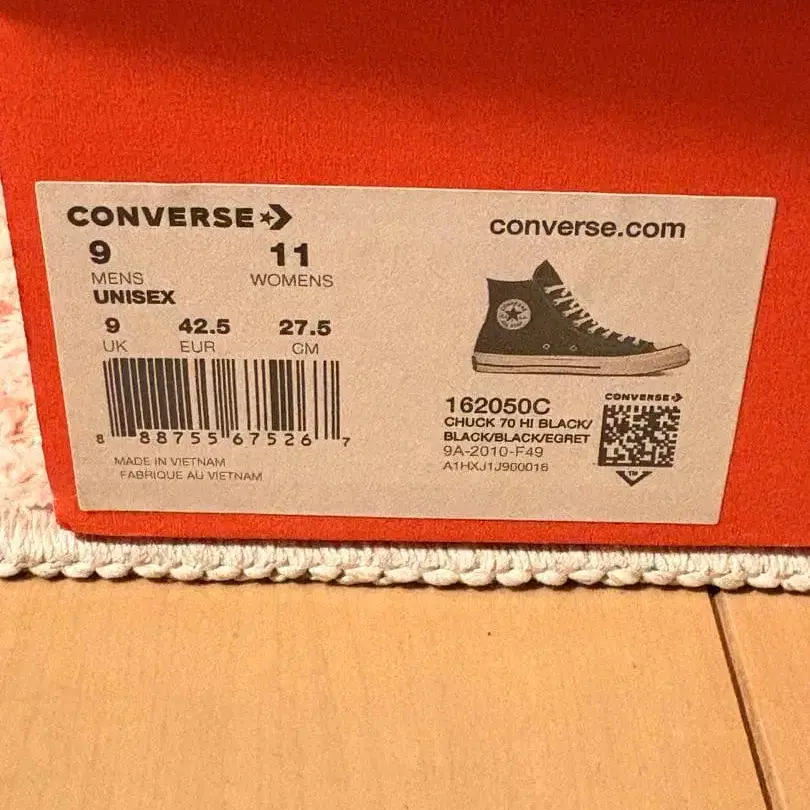 CONVERSE
9 11
MENS WOMENS
UNISEX
9 42.5 27.5
UK EUR CM
8 88755 67526 7
MADE IN VIETNAM
FABRIQUE AU VIETNAM
converse.com
162050C
CHUCK 70 HI BLACK/
BLACK/BLACK/EGRET
9A-2010-F49
A1HXJ1J900016
CONVERSE
TM